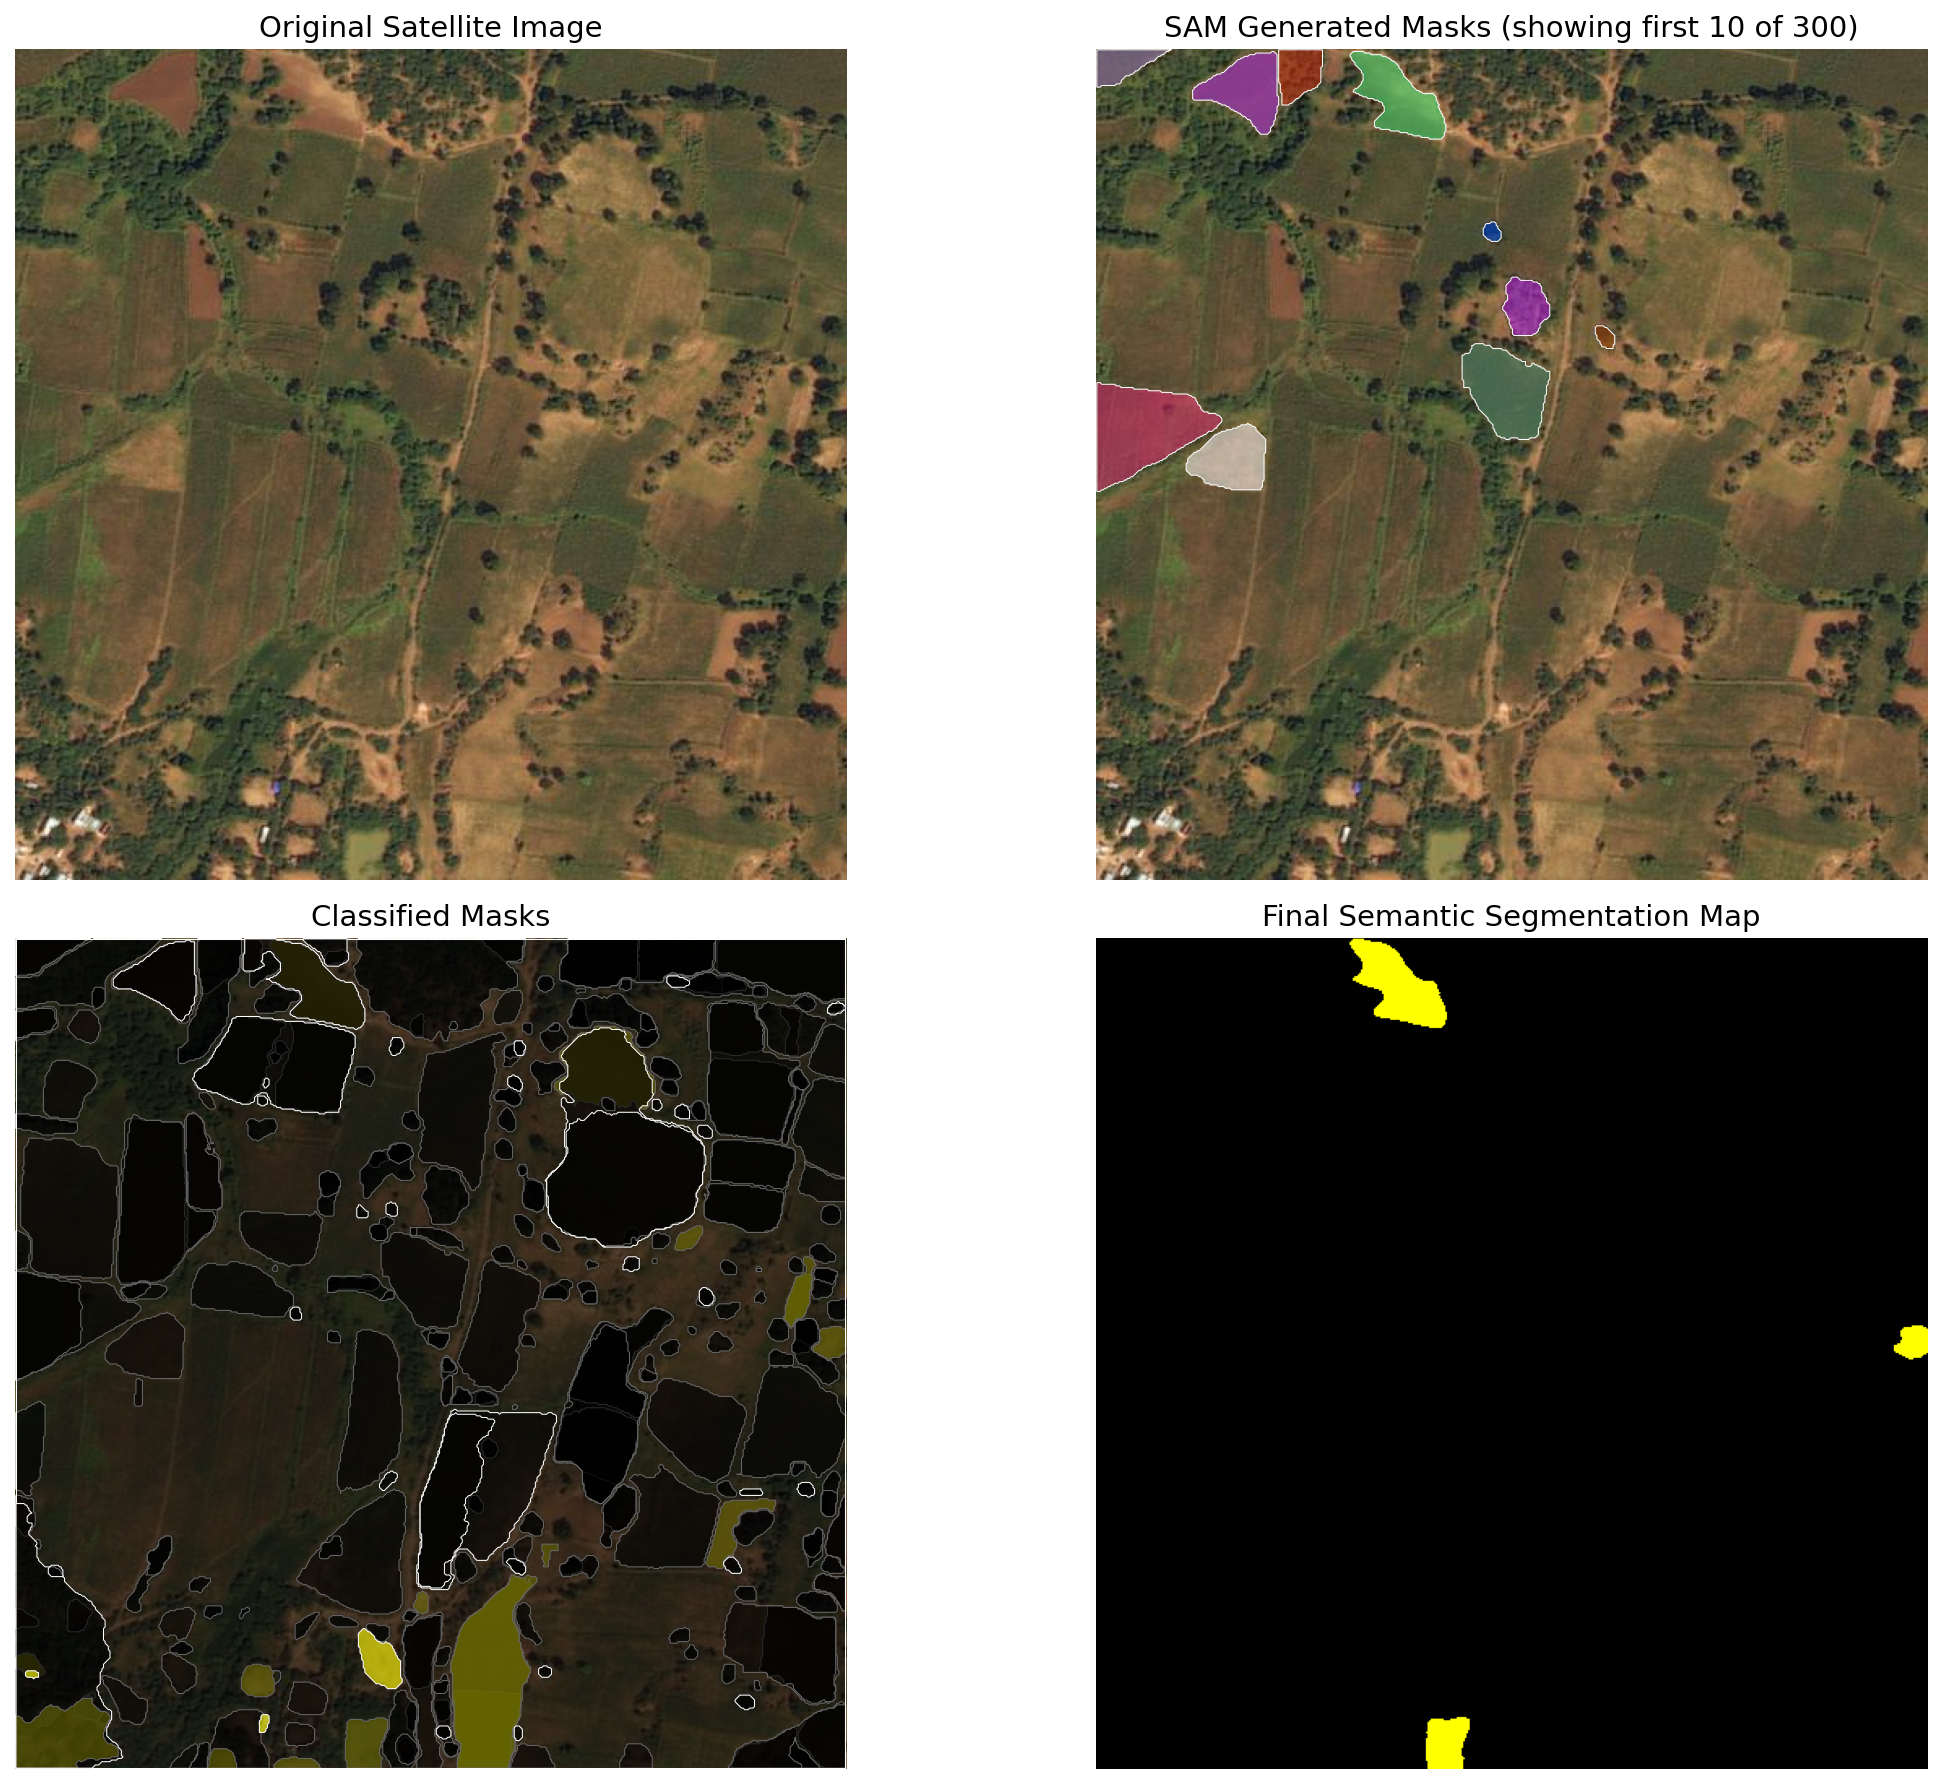 Original Satellite Image
SAM Generated Masks (showing first 10 of 300)
Classified Masks
Final Semantic Segmentation Map